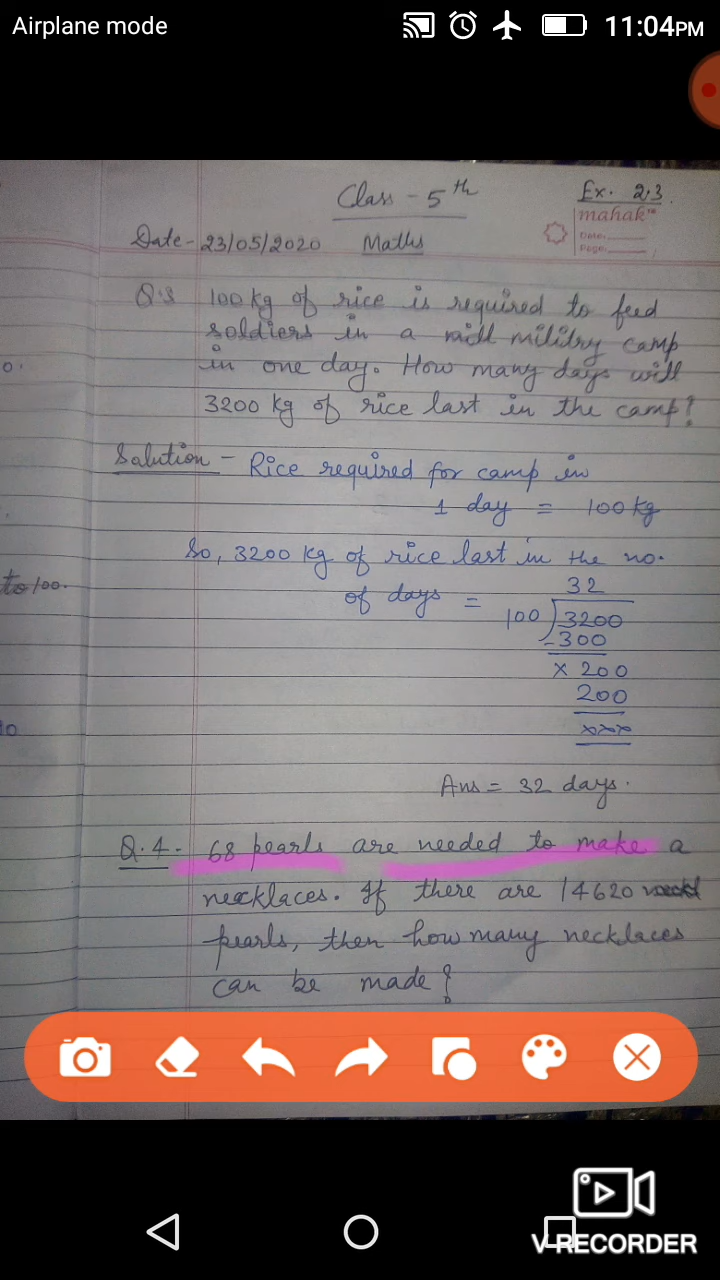 Airplane mode 11:04PM
Class - 5th Ex. 2.3
mahak
Date:
Page:
Date - 23/05/2020 Maths
Q.3 100 kg of rice is required to feed
soldiers in a militry camp
in one day. How many days will
3200 kg of rice last in the camp?
Solution - Rice required for camp in
1 day = 100 kg
So, 3200 kg of rice last in the no.
to 100.
of days =
32
100 ) 3200
-300
x 200
200
xxx
Ans = 32 days.
Q.4 - 68 pearls are needed to make a
necklaces. If there are 14620
pearls, then how many necklaces
can be made?
V RECORDER